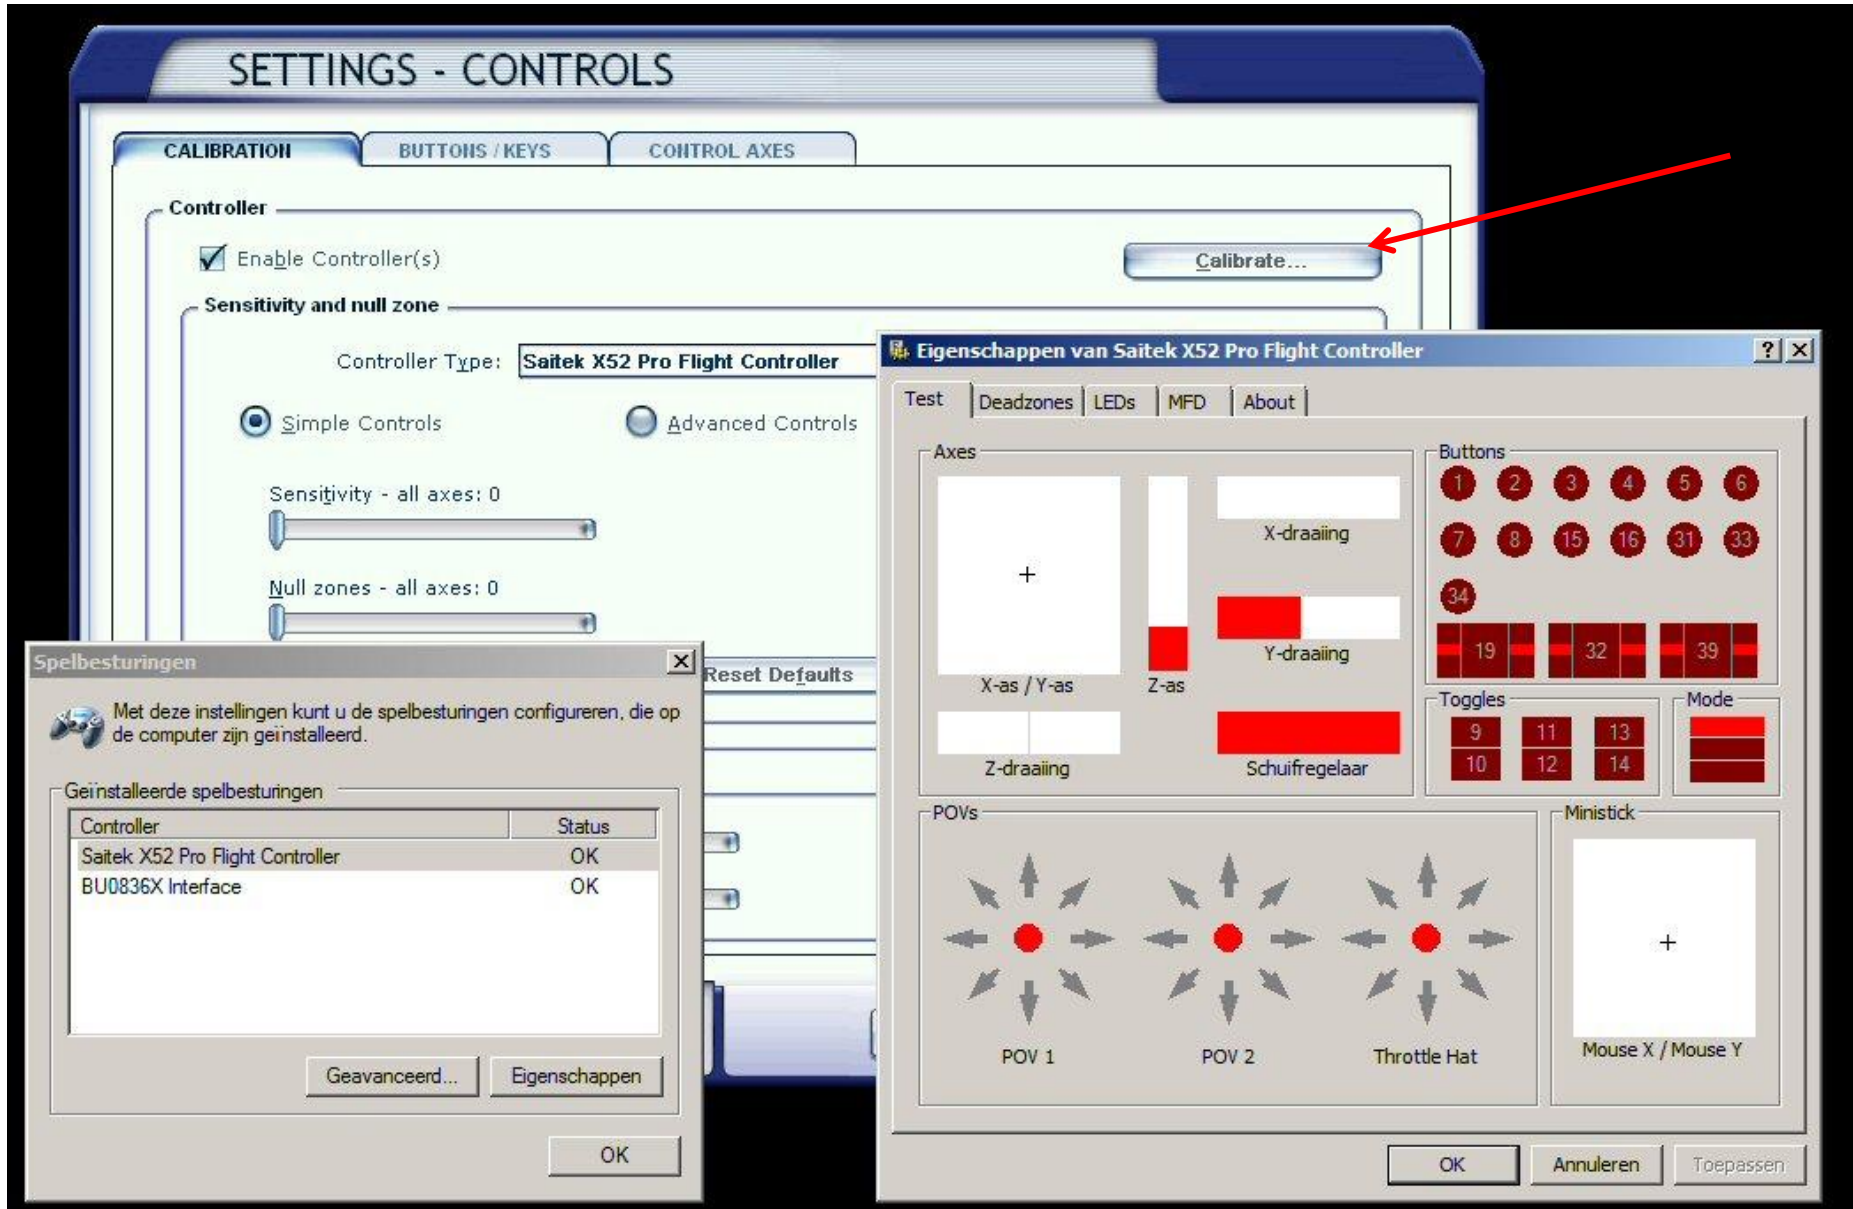 SETTINGS - CONTROLS
CALIBRATION
BUTTONS / KEYS
CONTROL AXES
Controller
Enable Controller(s)
Calibrate...
Sensitivity and null zone
Controller Type: Saitek X52 Pro Flight Controller
Simple Controls
Advanced Controls
Sensitivity - all axes: 0
Null zones - all axes: 0
Reset Defaults
Spelbesturingen
Met deze instellingen kunt u de spelbesturingen configureren, die op
de computer zijn geïnstalleerd.
Geïnstalleerde spelbesturingen
Controller Status
Saitek X52 Pro Flight Controller OK
BU0836X Interface OK
Geavanceerd... Eigenschappen
OK
Eigenschappen van Saitek X52 Pro Flight Controller
Test Deadzones LEDs MFD About
Axes
X-as / Y-as
Z-as
X-draaiing
Y-draaiing
Z-draaiing
Schuifregelaar
Buttons
1 2 3 4 5 6
7 8 15 16 31 33
34
19 32 39
Toggles
9 11 13
10 12 14
Mode
POVs
POV 1
POV 2
Throttle Hat
Ministick
Mouse X / Mouse Y
OK Annuleren Toepassen